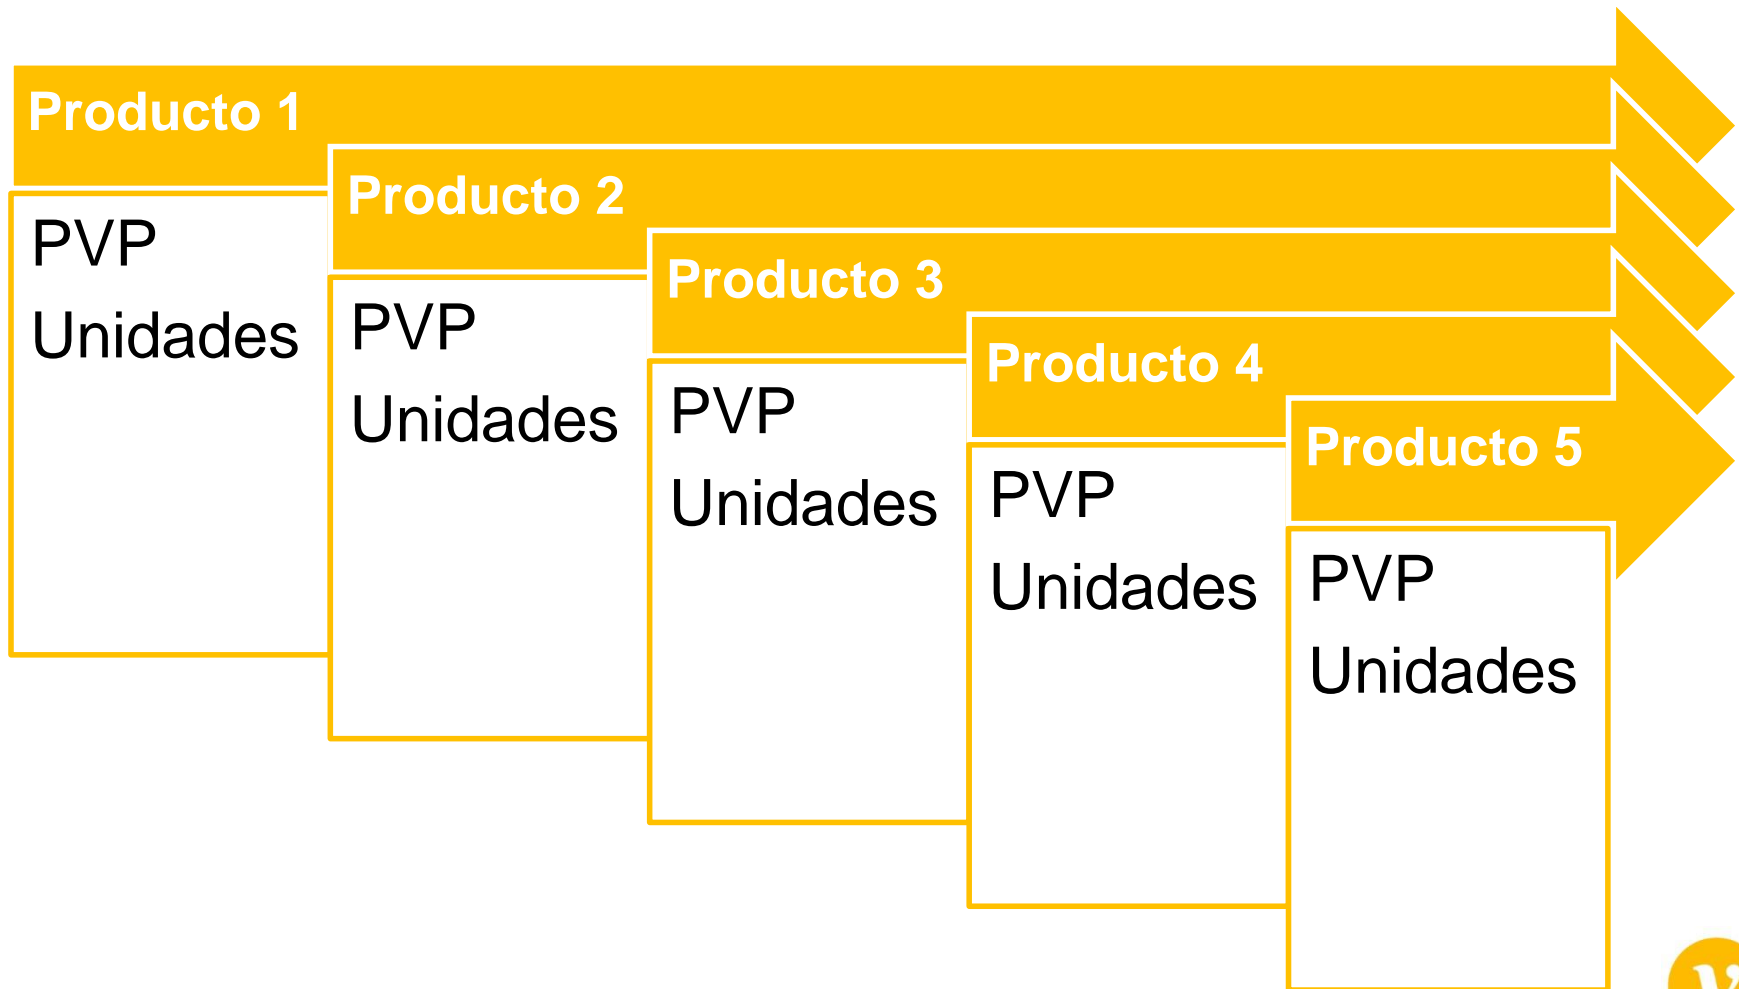 Producto 1
PVP
Unidades
Producto 2
PVP
Unidades
Producto 3
PVP
Unidades
Producto 4
PVP
Unidades
Producto 5
PVP
Unidades